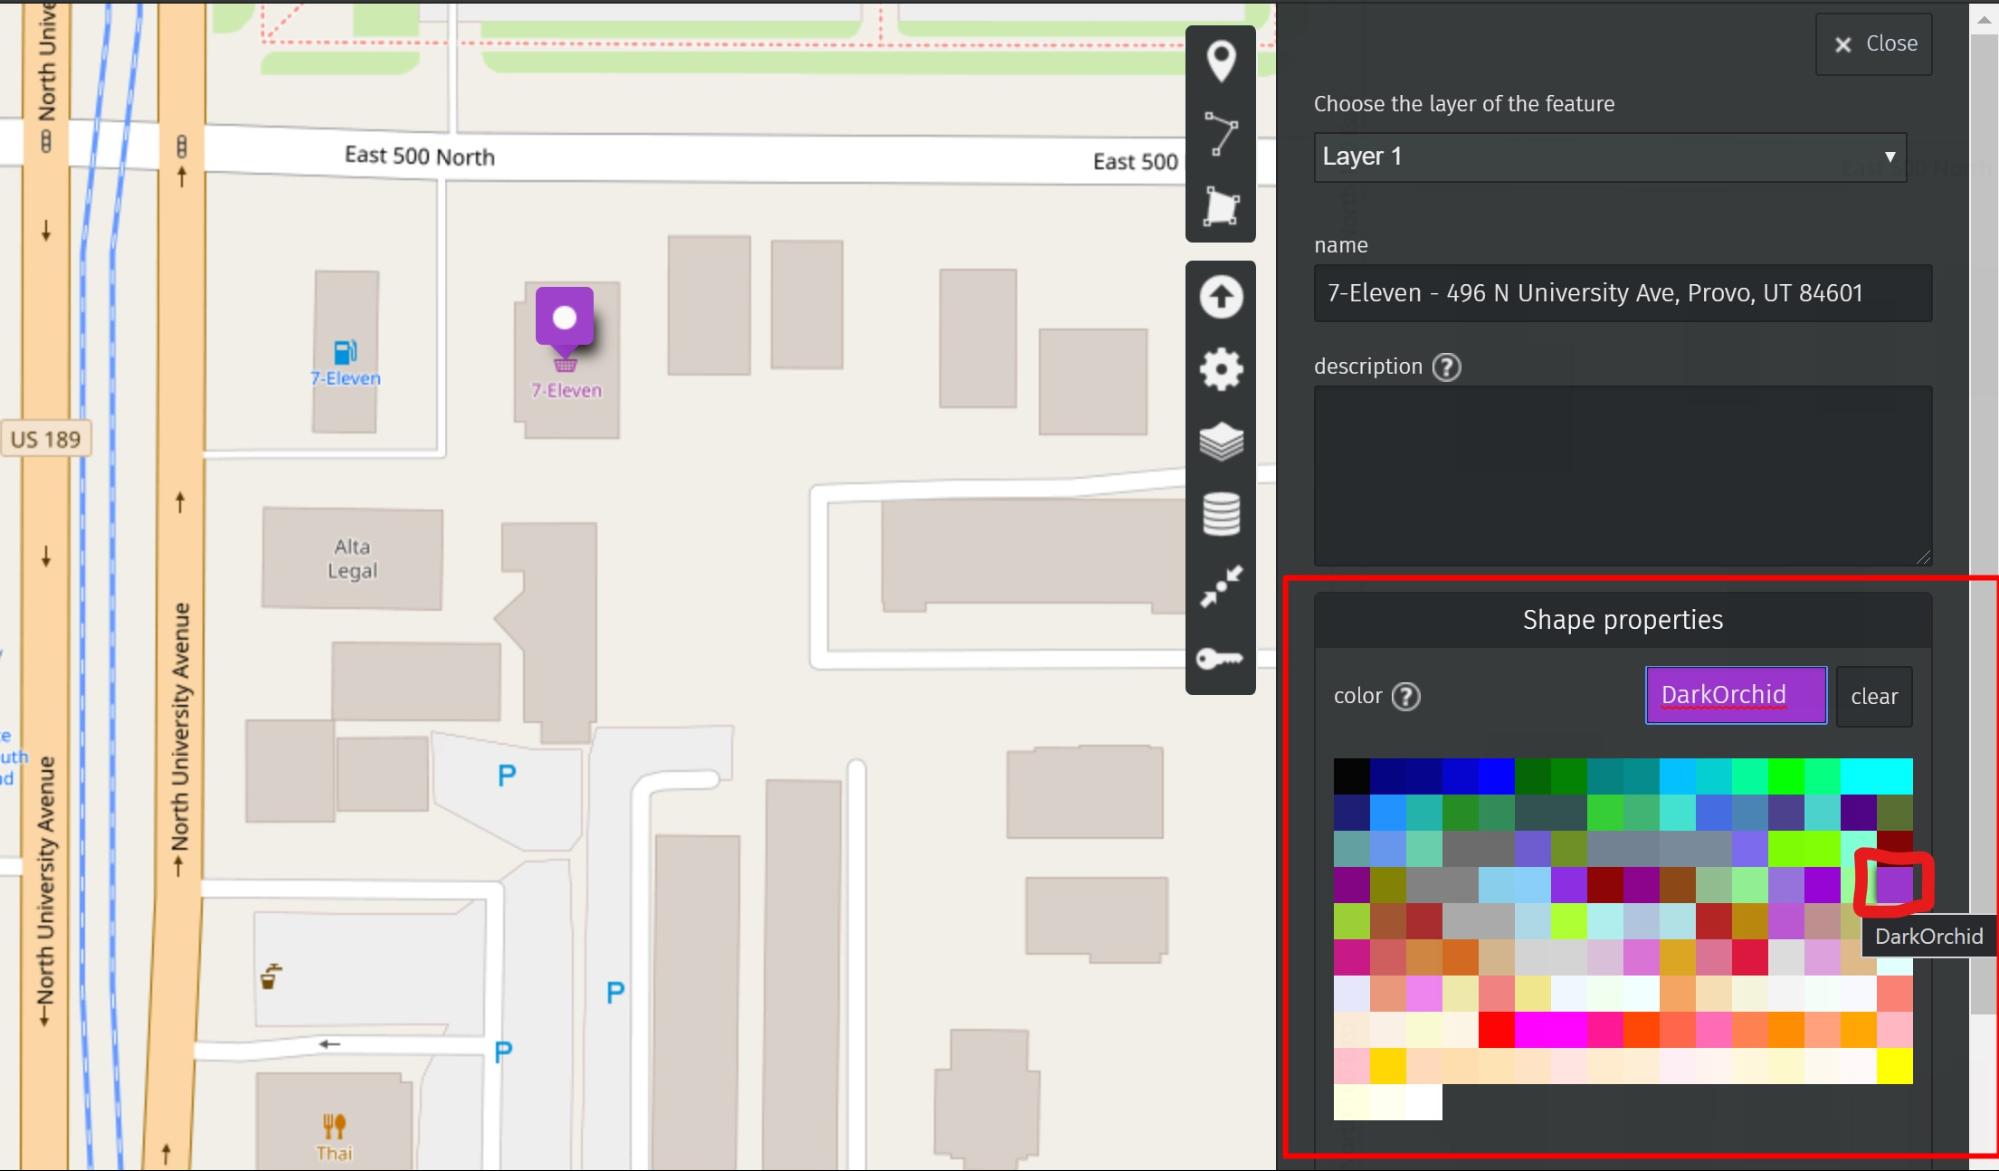 North Unive
East 500 North
East 500
7-Eleven
7-Eleven
US 189
Alta
Legal
North University Avenue
North University Avenue
uth
P
P
P
Thai
× Close
Choose the layer of the feature
Layer 1
name
7-Eleven - 496 N University Ave, Provo, UT 84601
description ?
Shape properties
color ?
DarkOrchid
clear
DarkOrchid